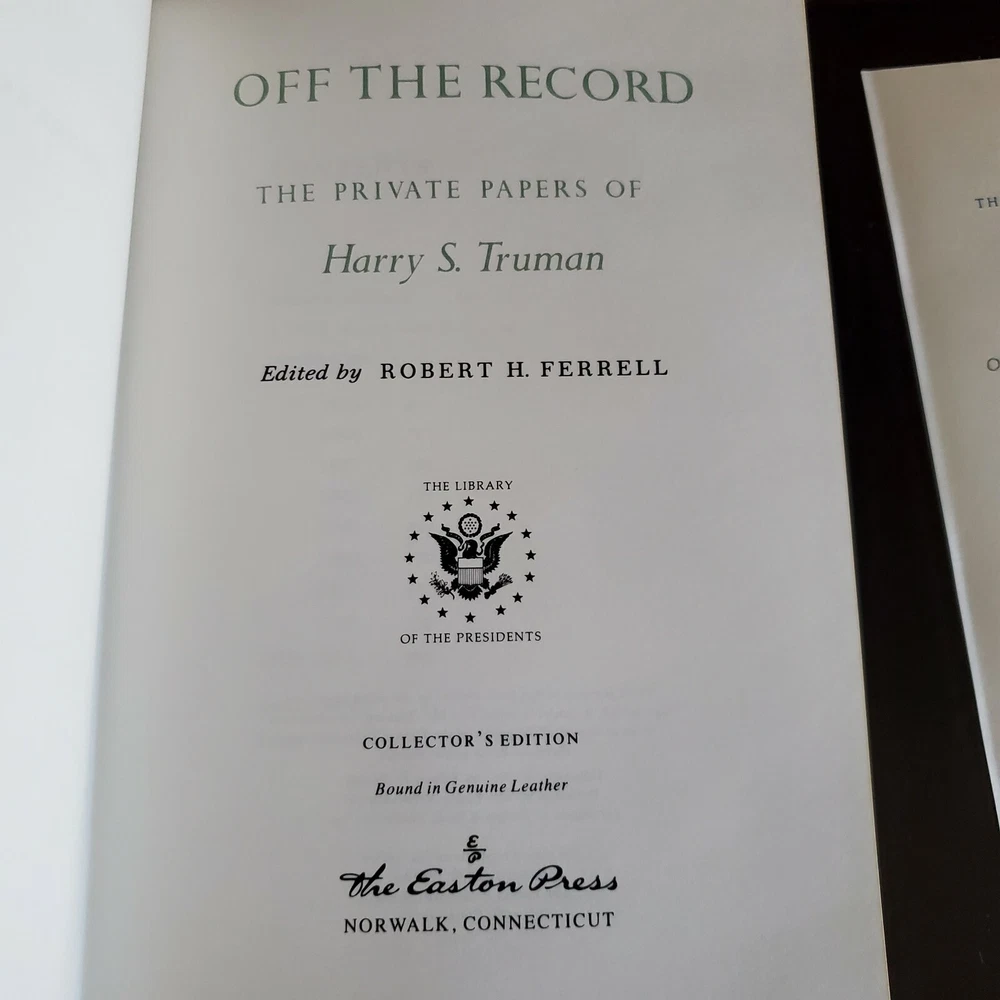 OFF THE RECORD
THE PRIVATE PAPERS OF
Harry S. Truman
Edited by ROBERT H. FERRELL
THE LIBRARY
OF THE PRESIDENTS
COLLECTOR'S EDITION
Bound in Genuine Leather
EP
The Easton Press
NORWALK, CONNECTICUT